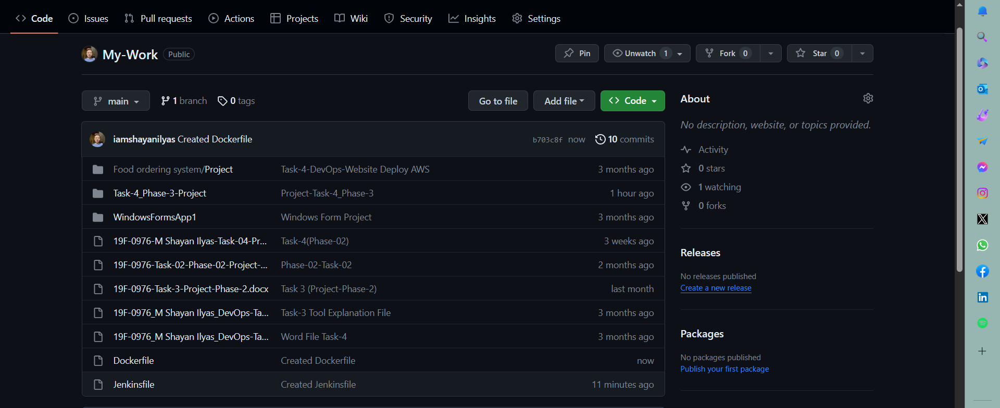 Code Issues Pull requests Actions Projects Wiki Security Insights Settings
My-Work Public Pin Unwatch 1 Fork 0 Star 0
main 1 branch 0 tags Go to file Add file Code
iamshayanilyas Created Dockerfile b703c8f now 10 commits
Food ordering system/Project Task-4-DevOps-Website Deploy AWS 3 months ago
Task-4_Phase-3-Project Project-Task-4_Phase-3 1 hour ago
WindowsFormsApp1 Windows Form Project 3 months ago
19F-0976-M Shayan Ilyas-Task-04-Pr... Task-4(Phase-02) 3 weeks ago
19F-0976-Task-02-Phase-02-Project-... Phase-02-Task-02 2 months ago
19F-0976-Task-3-Project-Phase-2.docx Task 3 (Project-Phase-2) last month
19F-0976_M Shayan Ilyas_DevOps-Ta... Task-3 Tool Explanation File 3 months ago
19F-0976_M Shayan Ilyas_DevOps-Ta... Word File Task-4 3 months ago
Dockerfile Created Dockerfile now
Jenkinsfile Created Jenkinsfile 11 minutes ago
About
No description, website, or topics provided.
Activity
0 stars
1 watching
0 forks
Releases
No releases published
Create a new release
Packages
No packages published
Publish your first package